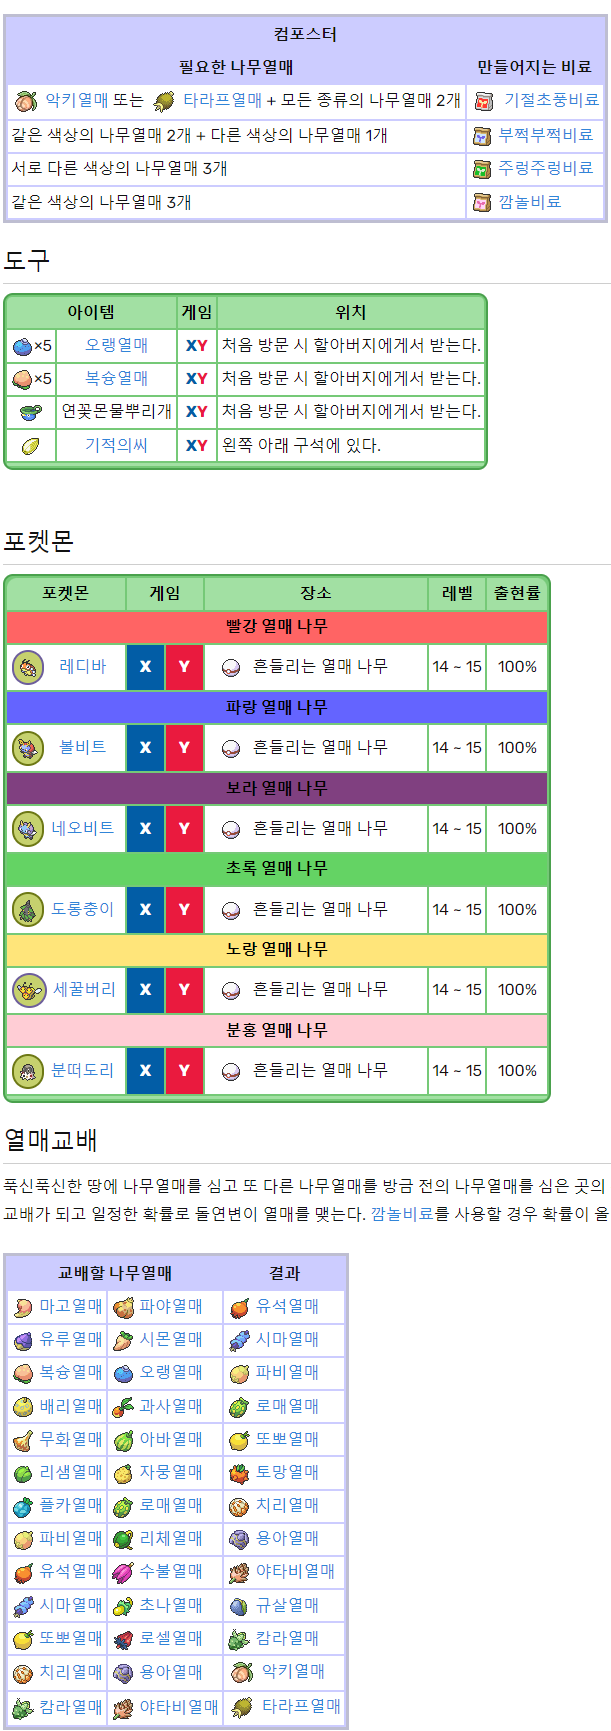 컴포스터
필요한 나무열매 만들어지는 비료
악키열매 또는 타라프열매 + 모든 종류의 나무열매 2개 기절초풍비료
같은 색상의 나무열매 2개 + 다른 색상의 나무열매 1개 부쩍부쩍비료
서로 다른 색상의 나무열매 3개 주렁주렁비료
같은 색상의 나무열매 3개 깜놀비료
도구
아이템 게임 위치
×5 오랭열매 XY 처음 방문 시 할아버지에게서 받는다.
×5 복슝열매 XY 처음 방문 시 할아버지에게서 받는다.
연꽃몬물뿌리개 XY 처음 방문 시 할아버지에게서 받는다.
기적의씨 XY 왼쪽 아래 구석에 있다.
포켓몬
포켓몬 게임 장소 레벨 출현률
빨강 열매 나무
레디바 X Y 흔들리는 열매 나무 14 ~ 15 100%
파랑 열매 나무
볼비트 X Y 흔들리는 열매 나무 14 ~ 15 100%
보라 열매 나무
네오비트 X Y 흔들리는 열매 나무 14 ~ 15 100%
초록 열매 나무
도롱충이 X Y 흔들리는 열매 나무 14 ~ 15 100%
노랑 열매 나무
세꿀버리 X Y 흔들리는 열매 나무 14 ~ 15 100%
분홍 열매 나무
분떠도리 X Y 흔들리는 열매 나무 14 ~ 15 100%
열매교배
푹신푹신한 땅에 나무열매를 심고 또 다른 나무열매를 방금 전의 나무열매를 심은 곳의
교배가 되고 일정한 확률로 돌연변이 열매를 맺는다. 깜놀비료를 사용할 경우 확률이 올
교배할 나무열매 결과
마고열매 파야열매 유석열매
유루열매 시몬열매 시마열매
복슝열매 오랭열매 파비열매
배리열매 과사열매 로매열매
무화열매 아바열매 또뽀열매
리샘열매 자뭉열매 토망열매
플카열매 로매열매 치리열매
파비열매 리체열매 용아열매
유석열매 수불열매 야타비열매
시마열매 초나열매 규살열매
또뽀열매 로셀열매 캄라열매
치리열매 용아열매 악키열매
캄라열매 야타비열매 타라프열매